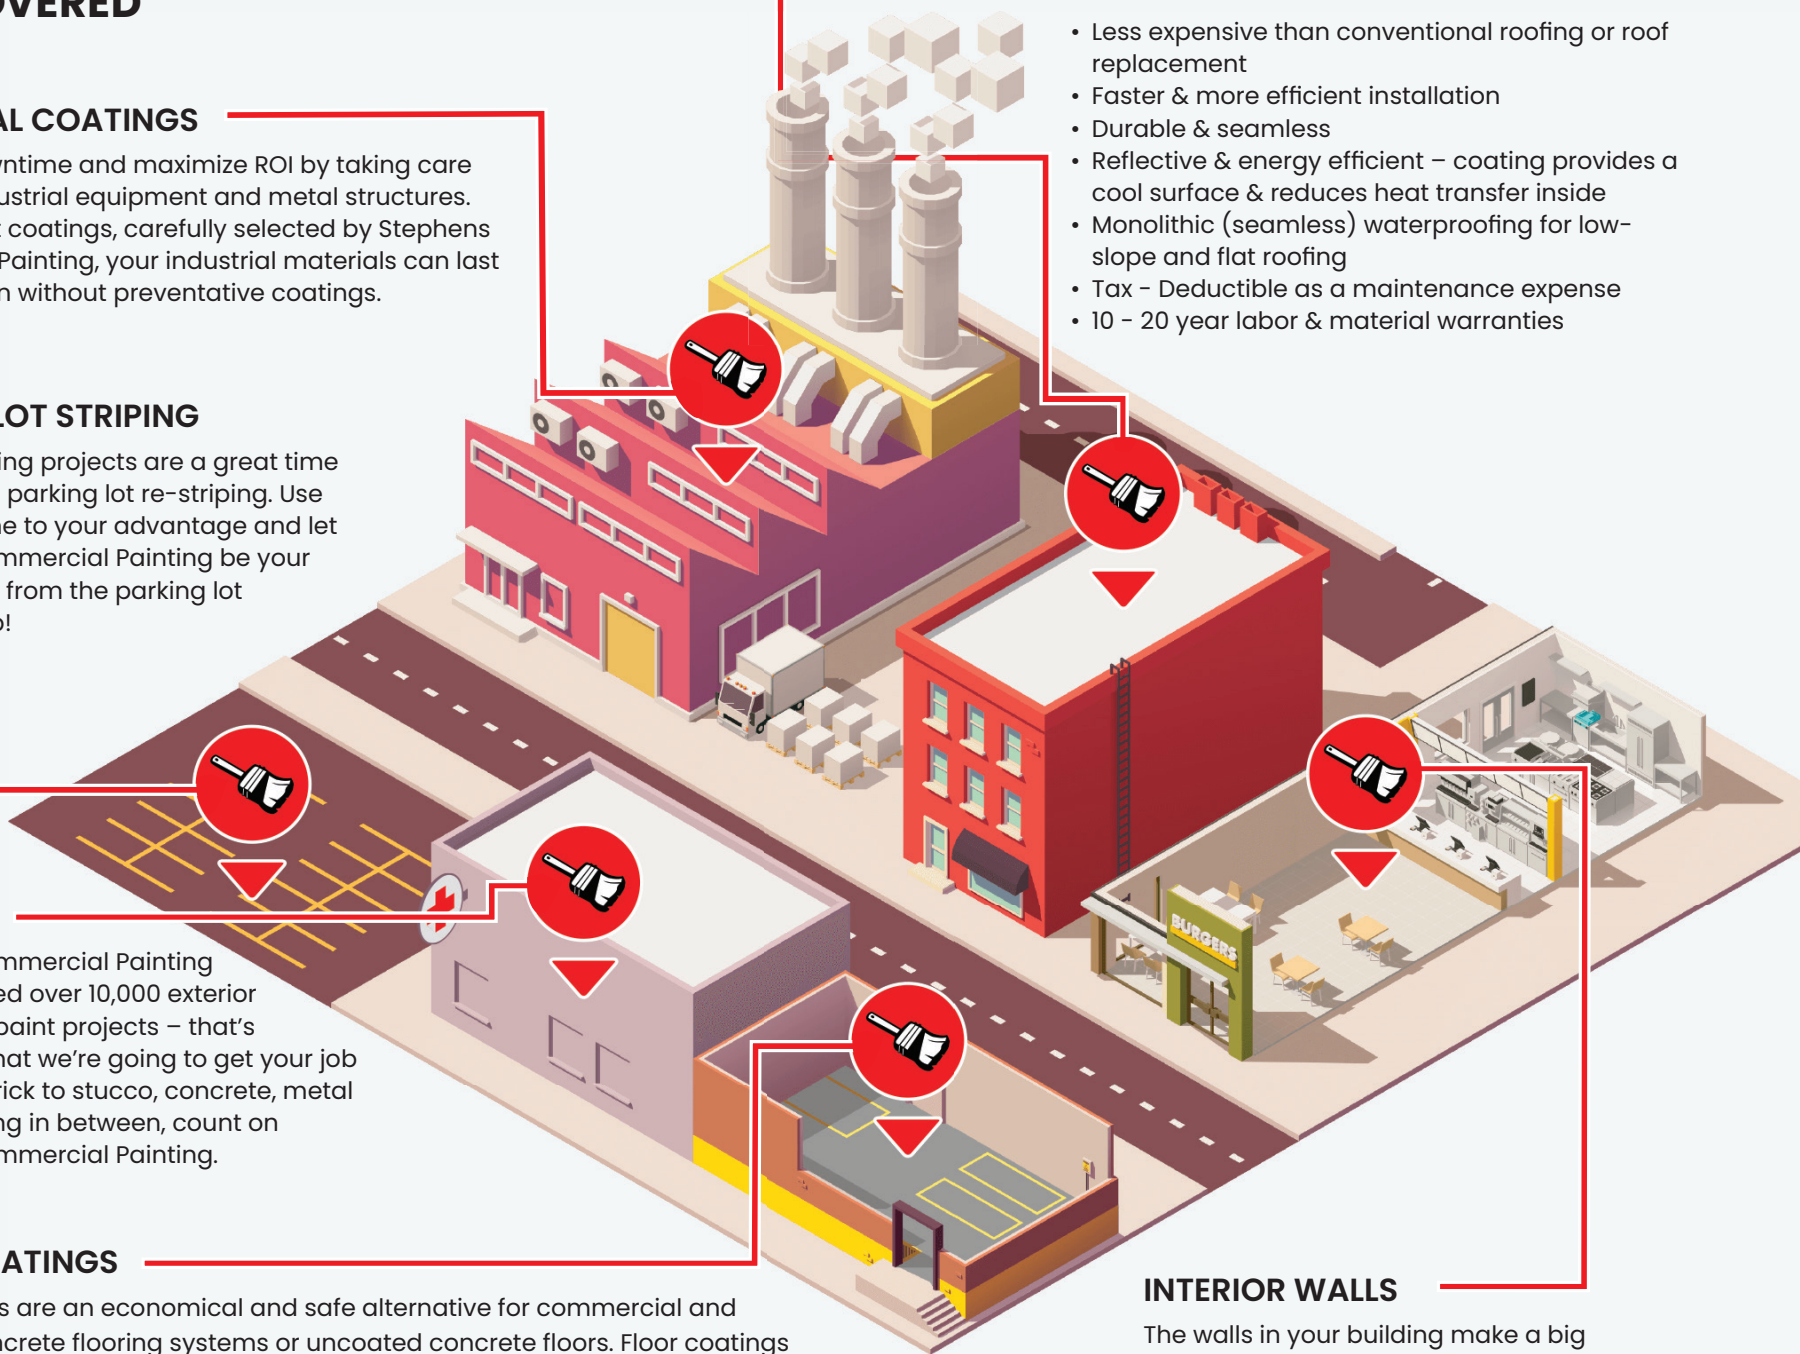 OVERED
AL COATINGS
wntime and maximize ROI by taking care
ustrial equipment and metal structures.
t coatings, carefully selected by Stephens
Painting, your industrial materials can last
n without preventative coatings.
• Less expensive than conventional roofing or roof
replacement
• Faster & more efficient installation
• Durable & seamless
• Reflective & energy efficient – coating provides a
cool surface & reduces heat transfer inside
• Monolithic (seamless) waterproofing for low-
slope and flat roofing
• Tax - Deductible as a maintenance expense
• 10 - 20 year labor & material warranties
LOT STRIPING
ing projects are a great time
parking lot re-striping. Use
ne to your advantage and let
mmercial Painting be your
from the parking lot
o!
BURGERS
mmercial Painting
ed over 10,000 exterior
paint projects – that's
hat we're going to get your job
rick to stucco, concrete, metal
ng in between, count on
mmercial Painting.
ATINGS
s are an economical and safe alternative for commercial and
ncrete flooring systems or uncoated concrete floors. Floor coatings
INTERIOR WALLS
The walls in your building make a big